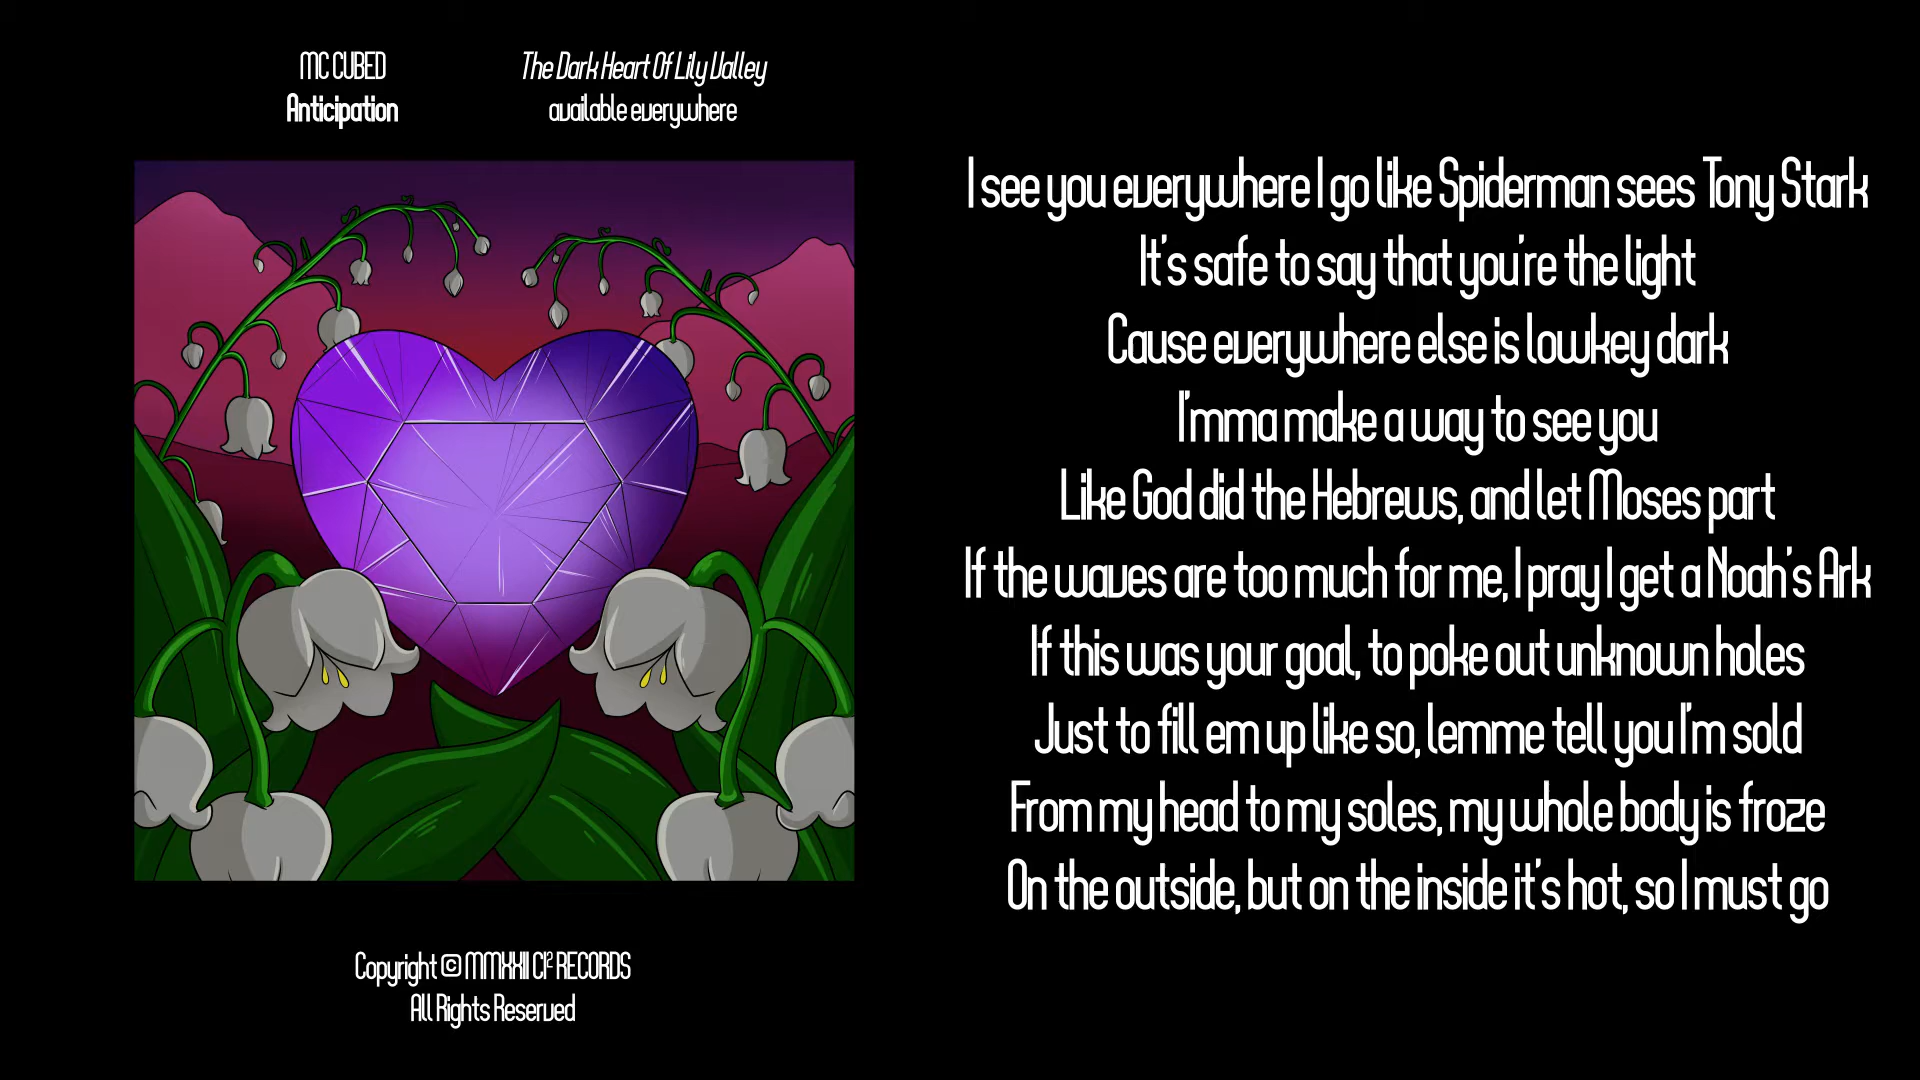 MC CUBED
Anticipation
The Dark Heart Of Lily Valley
available everywhere
I see you everywhere I go like Spiderman sees Tony Stark
It's safe to say that you're the light
Cause everywhere else is lowkey dark
I'mma make a way to see you
Like God did the Hebrews, and let Moses part
If the waves are too much for me, I pray I get a Noah's Ark
If this was your goal, to poke out unknown holes
Just to fill em up like so, lemme tell you I'm sold
From my head to my soles, my whole body is froze
On the outside, but on the inside it's hot, so I must go
Copyright © MMXXII CI² RECORDS
All Rights Reserved